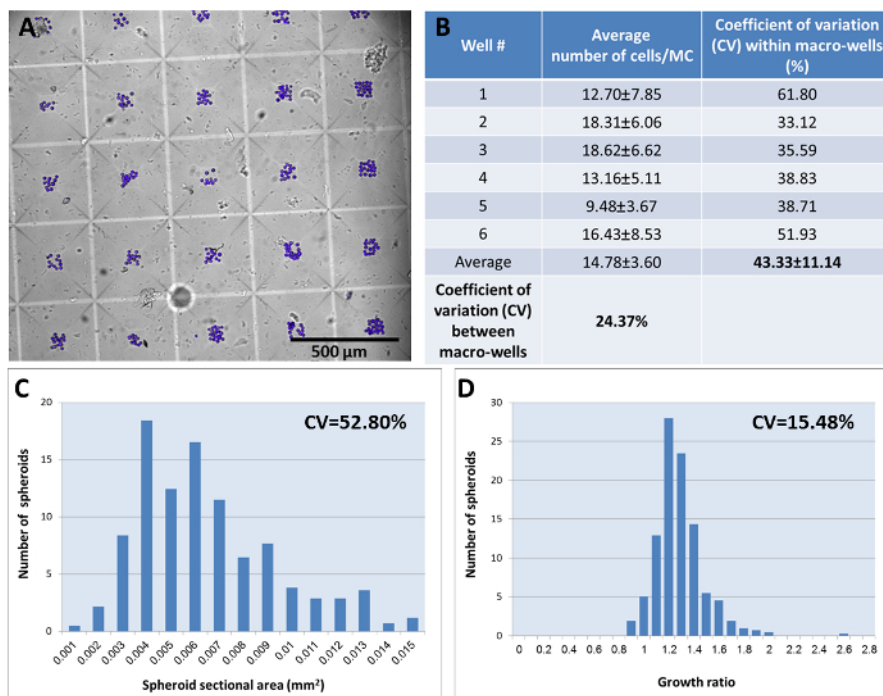 A
500 µm
B
Well # Average number of cells/MC Coefficient of variation (CV) within macro-wells (%)
1 12.70±7.85 61.80
2 18.31±6.06 33.12
3 18.62±6.62 35.59
4 13.16±5.11 38.83
5 9.48±3.67 38.71
6 16.43±8.53 51.93
Average 14.78±3.60 43.33±11.14
Coefficient of variation (CV) between macro-wells 24.37%
C
CV=52.80%
Number of spheroids
20
15
10
5
0
0.001 0.002 0.003 0.004 0.005 0.006 0.007 0.008 0.009 0.01 0.011 0.012 0.013 0.014 0.015
Spheroid sectional area (mm²)
D
CV=15.48%
Number of spheroids
30
25
20
15
10
5
0
0 0.2 0.4 0.6 0.8 1 1.2 1.4 1.6 1.8 2 2.2 2.4 2.6 2.8
Growth ratio